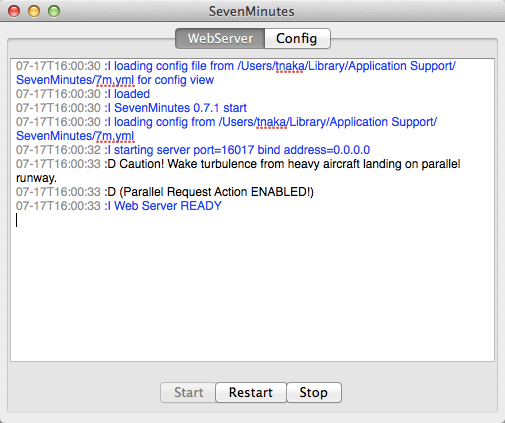 SevenMinutes
WebServer Config
07-17T16:00:30 :I loading config file from /Users/tnaka/Library/Application Support/
SevenMinutes/7m.yml for config view
07-17T16:00:30 :I loaded
07-17T16:00:30 :I SevenMinutes 0.7.1 start
07-17T16:00:30 :I loading config from /Users/tnaka/Library/Application Support/
SevenMinutes/7m.yml
07-17T16:00:32 :I starting server port=16017 bind address=0.0.0.0
07-17T16:00:33 :D Caution! Wake turbulence from heavy aircraft landing on parallel
runway.
07-17T16:00:33 :D (Parallel Request Action ENABLED!)
07-17T16:00:33 :I Web Server READY
Start Restart Stop